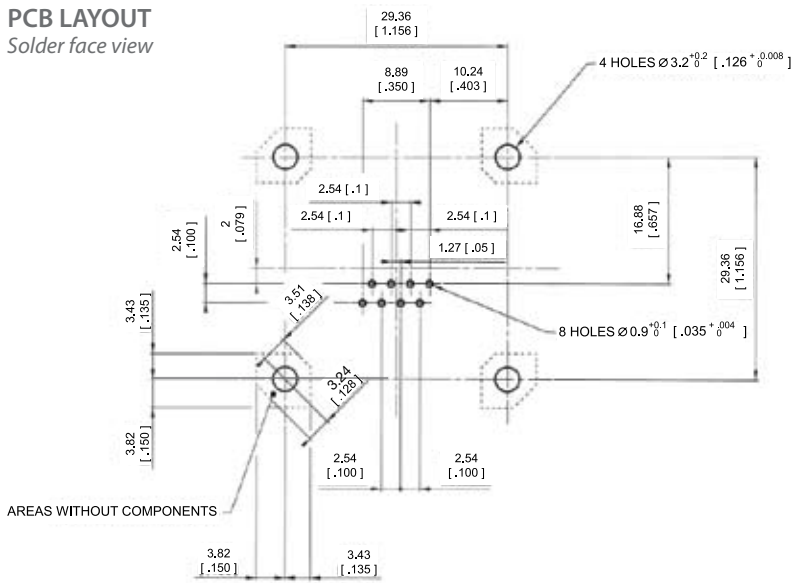 PCB LAYOUT
Solder face view
29.36
[ 1.156 ]
8.89
[ .350 ]
10.24
[ .403 ]
4 HOLES Ø 3.2 +0.2 0 [ .126 + 0.008 0 ]
2.54 [ .1 ]
2.54 [ .1 ]
2.54 [ .1 ]
1.27 [ .05 ]
2
[ .079 ]
2.54
[ .100 ]
16.88
[ .657 ]
29.36
[ 1.156 ]
3.43
[ .135 ]
3.51
[ .138 ]
8 HOLES Ø 0.9 +0.1 0 [ .035 + .004 0 ]
3.24
[ .128 ]
3.82
[ .150 ]
2.54
[ .100 ]
2.54
[ .100 ]
AREAS WITHOUT COMPONENTS
3.82
[ .150 ]
3.43
[ .135 ]